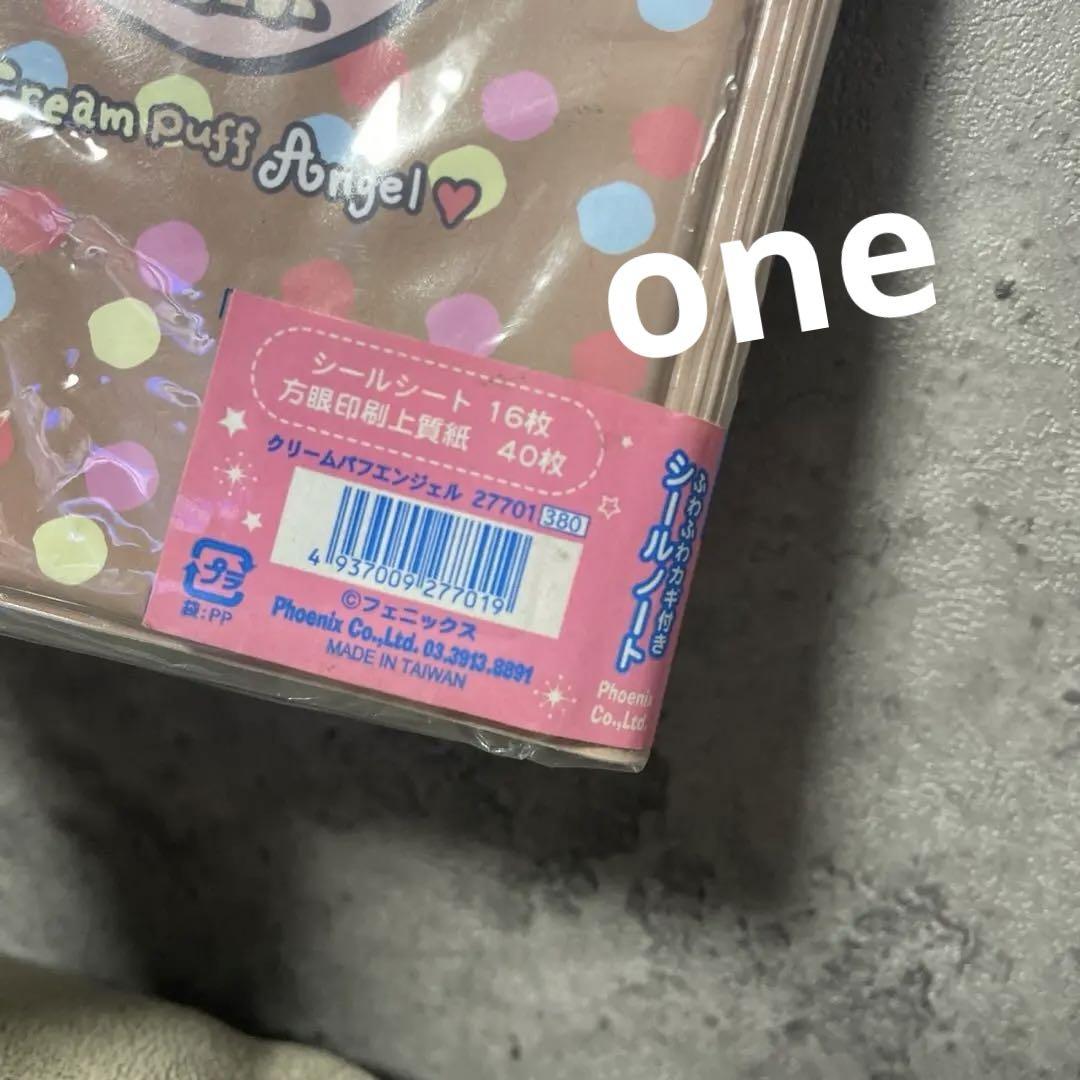 Cream Puff Angel
one
シールシート 16枚
方眼印刷上質紙 40枚
クリームパフエンジェル 27701 380
4 937009 277019
プラ
袋:PP
©フェニックス
Phoenix Co.,Ltd. 03.3913.8891
MADE IN TAIWAN
ふわふわカギ付き
シールノート
Phoenix
Co.,Ltd.